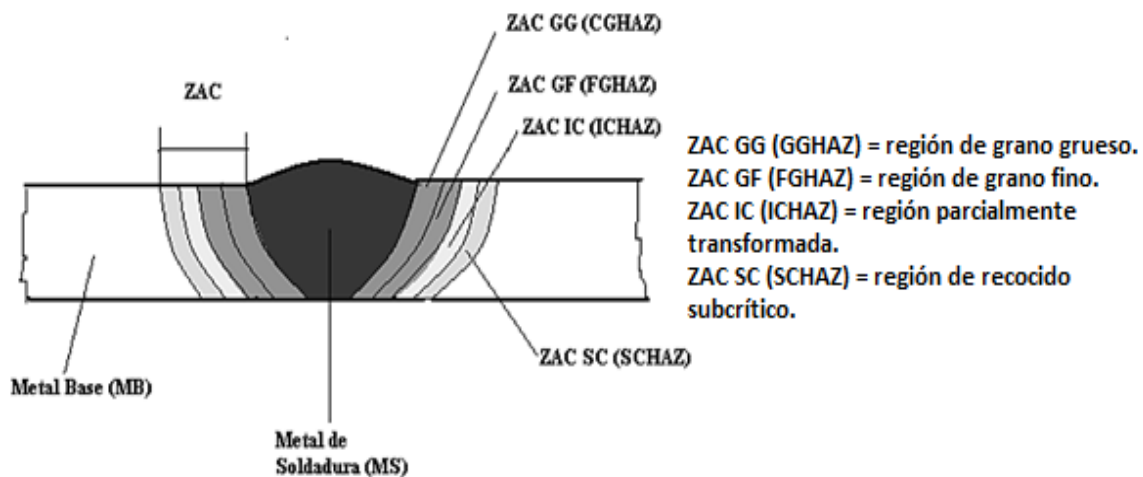 ZAC GG (CGHAZ)
ZAC
ZAC GF (FGHAZ)
ZAC IC (ICHAZ)
ZAC GG (GGHAZ) = región de grano grueso.
ZAC GF (FGHAZ) = región de grano fino.
ZAC IC (ICHAZ) = región parcialmente
transformada.
ZAC SC (SCHAZ) = región de recocido
subcrítico.
ZAC SC (SCHAZ)
Metal Base (MB)
Metal de
Soldadura (MS)